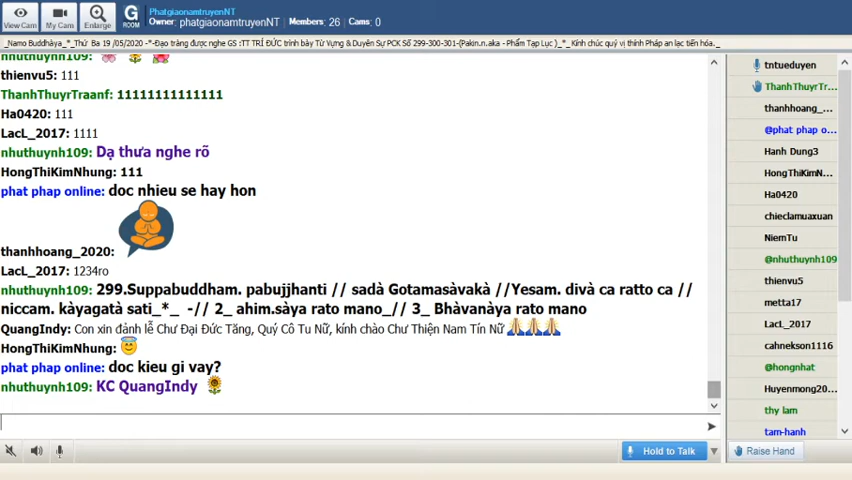 PhatgiaonamtruyenNT
Owner: phatgiaonamtruyenNT Members: 26 Cams: 0
View Cam
My Cam
Enlarge
G
ROOM
_Namo Buddhàya_*_Thứ Ba 19 /05/2020 -*-Đạo tràng được nghe GS :TT TRÍ ĐỨC trình bày Từ Vựng & Duyên Sự PCK Số 299-300-301-(Pakin.n.aka - Phẩm Tạp Lục )_*_ Kính chúc quý vị thính Pháp an lạc tiến hóa._
nhuthuynh109:
thienvu5: 111
ThanhThuyrTraanf: 11111111111111
Ha0420: 111
LacL_2017: 1111
nhuthuynh109: Dạ thưa nghe rõ
HongThiKimNhung: 111
phat phap online: doc nhieu se hay hon
thanhhoang_2020:
LacL_2017: 1234ro
nhuthuynh109: 299.Suppabuddham. pabujjhanti // sadà Gotamasàvakà //Yesam. divà ca ratto ca //
niccam. kàyagatà sati_*_ -// 2_ ahim.sàya rato mano_// 3_ Bhàvanàya rato mano
QuangIndy: Con xin đảnh lễ Chư Đại Đức Tăng, Quý Cô Tu Nữ, kính chào Chư Thiện Nam Tín Nữ
HongThiKimNhung:
phat phap online: doc kieu gi vay?
nhuthuynh109: KC QuangIndy
Hold to Talk
tntueduyen
ThanhThuyrTr...
thanhhoang_...
@phat phap o...
Hanh Dung3
HongThiKimN...
Ha0420
chieclamuaxuan
NiemTu
@nhuthuynh109
thienvu5
metta17
LacL_2017
cahnekson1116
@hongnhat
Huyenmong20...
thy lam
tam-hanh
Raise Hand